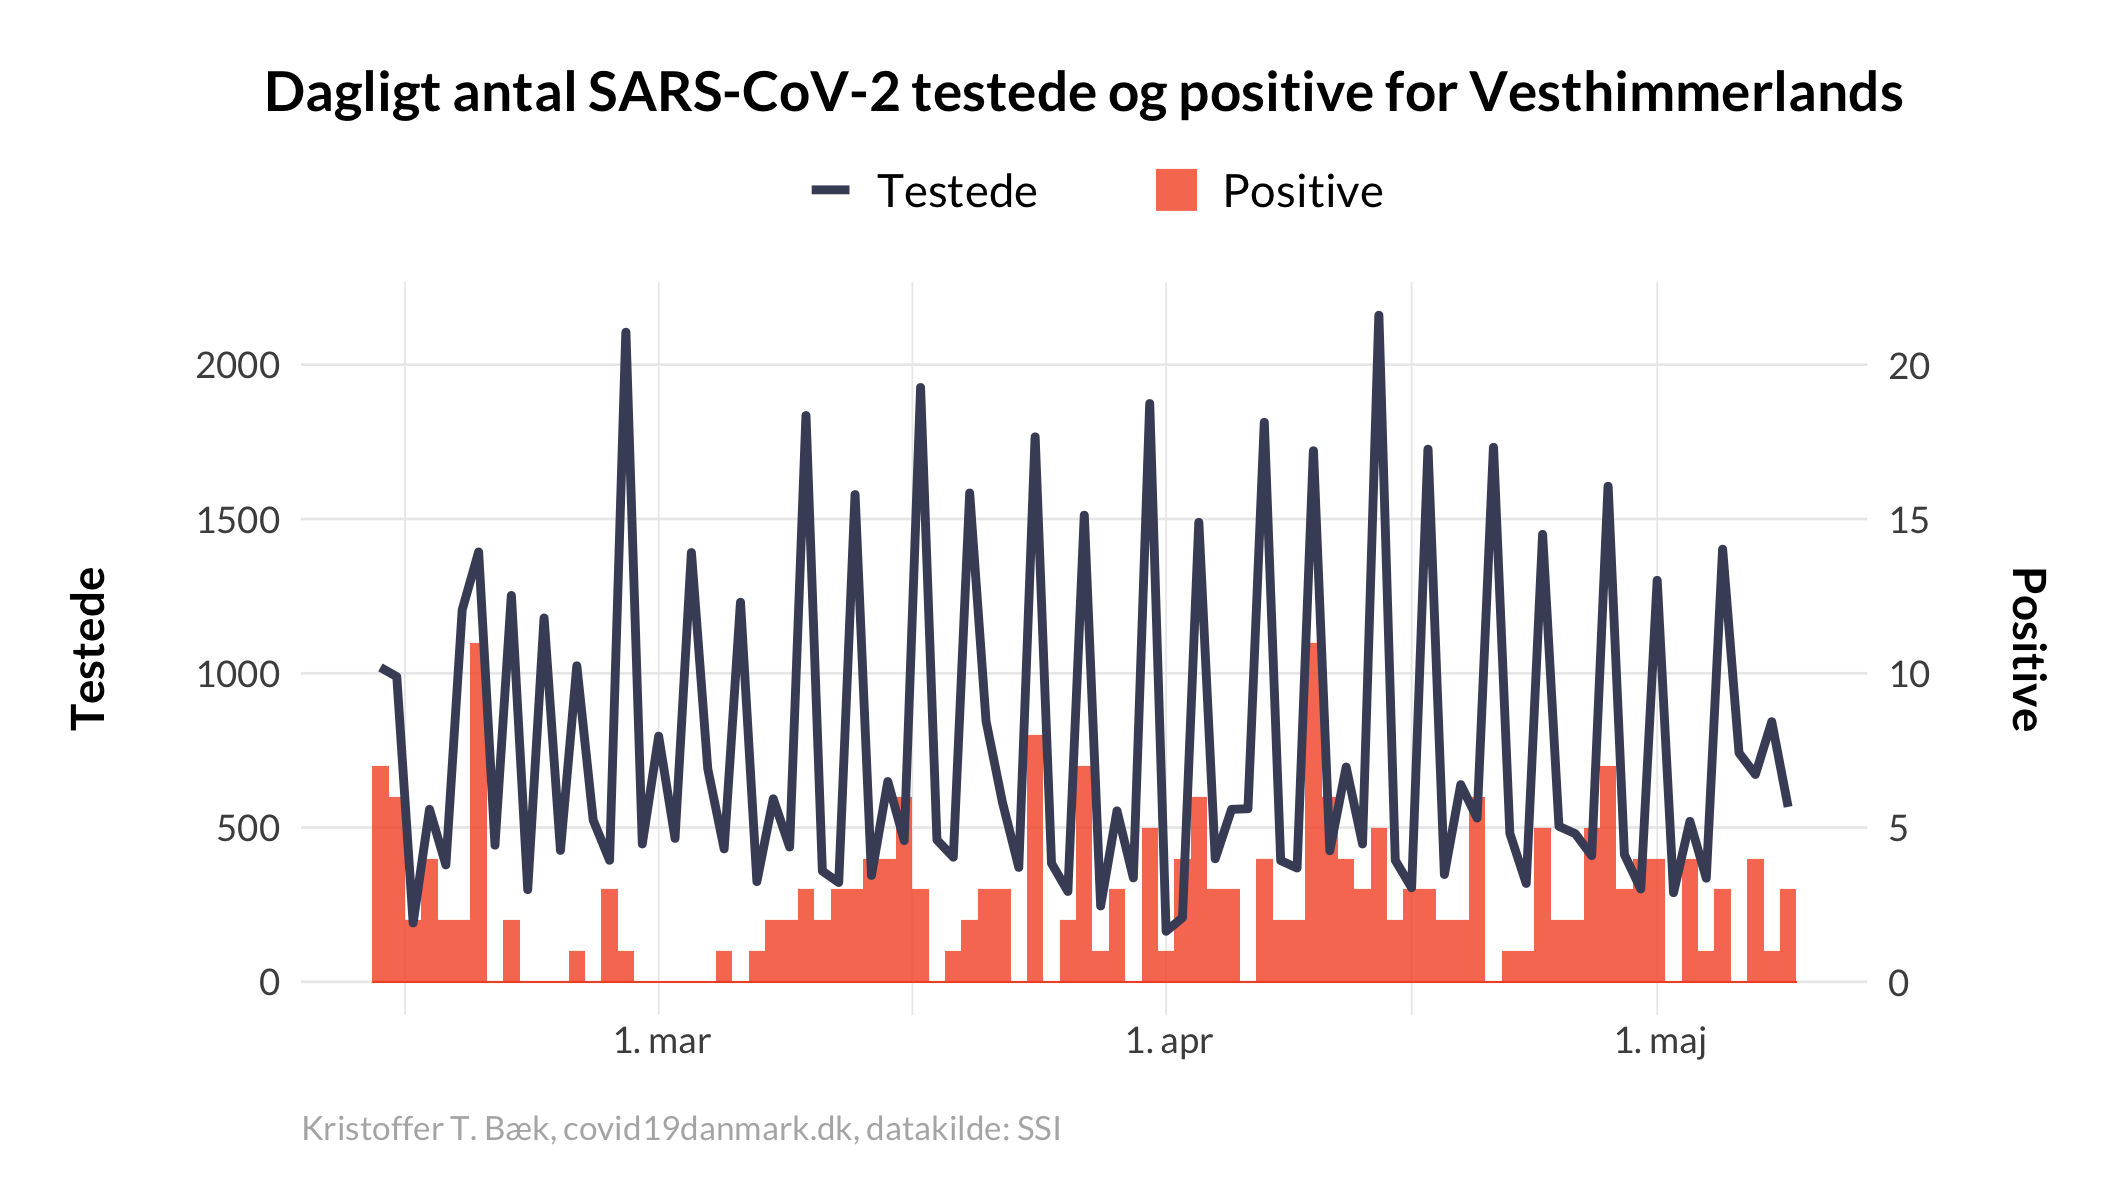 Dagligt antal SARS-CoV-2 testede og positive for Vesthimmerlands
Testede
Positive
2000
1500
1000
500
0
Testede
20
15
10
5
0
Positive
1. mar
1. apr
1. maj
Kristoffer T. Bæk, covid19danmark.dk, datakilde: SSI